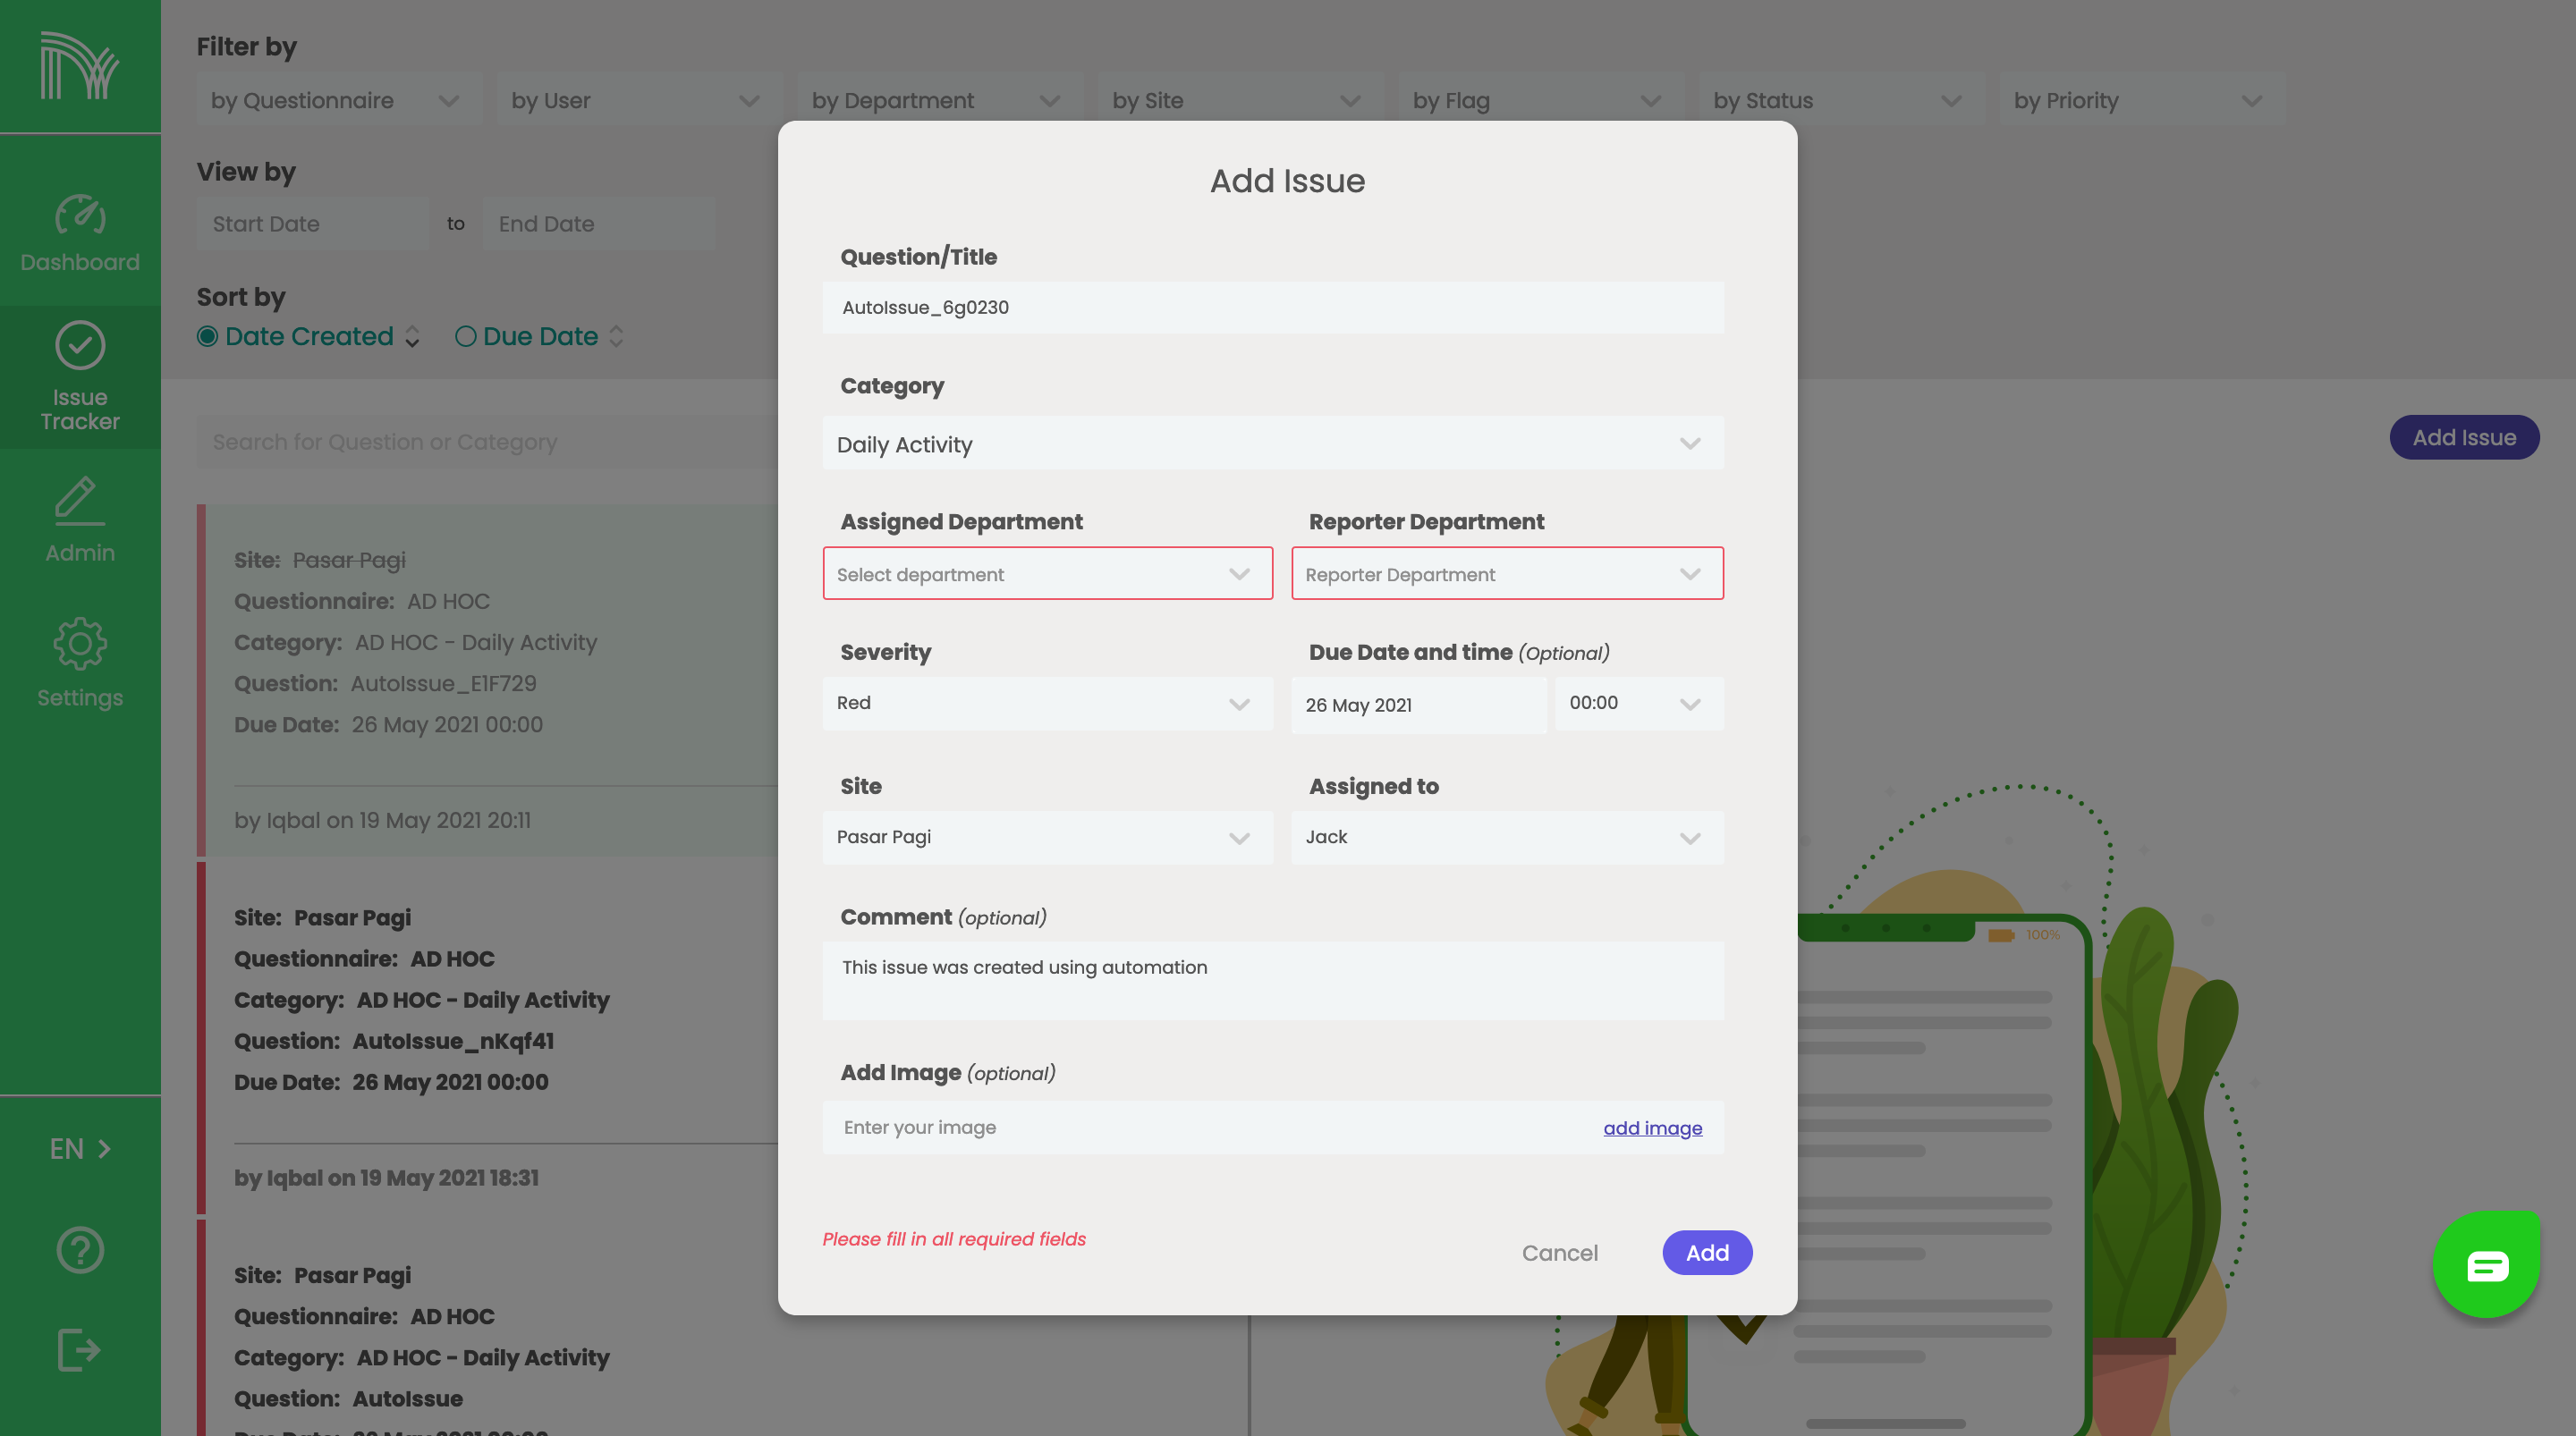 Filter by
by Questionnaire by User by Department by Site by Flag by Status by Priority
View by
Start Date to End Date
Sort by
Date Created Due Date
Search for Question or Category
Add Issue
Dashboard
Issue
Tracker
Admin
Settings
EN
Site: Pasar Pagi
Questionnaire: AD HOC
Category: AD HOC - Daily Activity
Question: AutoIssue_E1F729
Due Date: 26 May 2021 00:00
by Iqbal on 19 May 2021 20:11
Site: Pasar Pagi
Questionnaire: AD HOC
Category: AD HOC - Daily Activity
Question: AutoIssue_nKqf41
Due Date: 26 May 2021 00:00
by Iqbal on 19 May 2021 18:31
Site: Pasar Pagi
Questionnaire: AD HOC
Category: AD HOC - Daily Activity
Question: AutoIssue
Add Issue
Question/Title
AutoIssue_6g0230
Category
Daily Activity
Assigned Department Reporter Department
Select department Reporter Department
Severity Due Date and time (Optional)
Red 26 May 2021 00:00
Site Assigned to
Pasar Pagi Jack
Comment (optional)
This issue was created using automation
Add Image (optional)
Enter your image add image
Please fill in all required fields
Cancel Add
100%